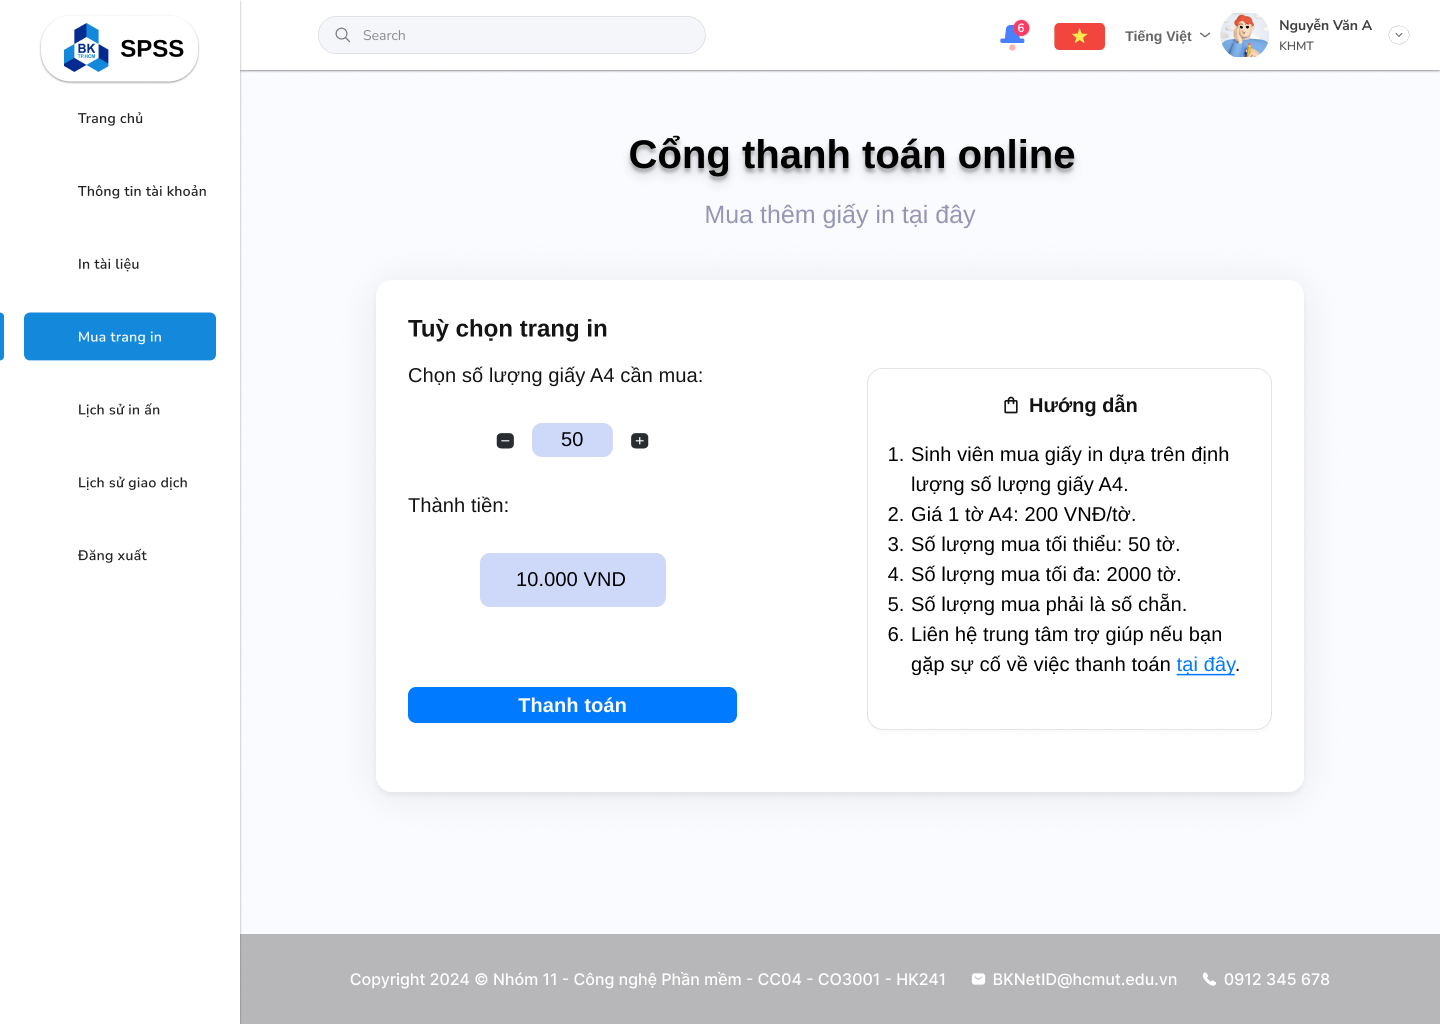 BK
TP.HCM
SPSS
Search
6
Tiếng Việt
Nguyễn Văn A
KHMT
Trang chủ
Thông tin tài khoản
In tài liệu
Mua trang in
Lịch sử in ấn
Lịch sử giao dịch
Đăng xuất
Cổng thanh toán online
Mua thêm giấy in tại đây
Tuỳ chọn trang in
Chọn số lượng giấy A4 cần mua:
50
Thành tiền:
10.000 VND
Thanh toán
Hướng dẫn
1. Sinh viên mua giấy in dựa trên định
lượng số lượng giấy A4.
2. Giá 1 tờ A4: 200 VNĐ/tờ.
3. Số lượng mua tối thiểu: 50 tờ.
4. Số lượng mua tối đa: 2000 tờ.
5. Số lượng mua phải là số chẵn.
6. Liên hệ trung tâm trợ giúp nếu bạn
gặp sự cố về việc thanh toán tại đây.
Copyright 2024 © Nhóm 11 - Công nghệ Phần mềm - CC04 - CO3001 - HK241
BKNetID@hcmut.edu.vn
0912 345 678